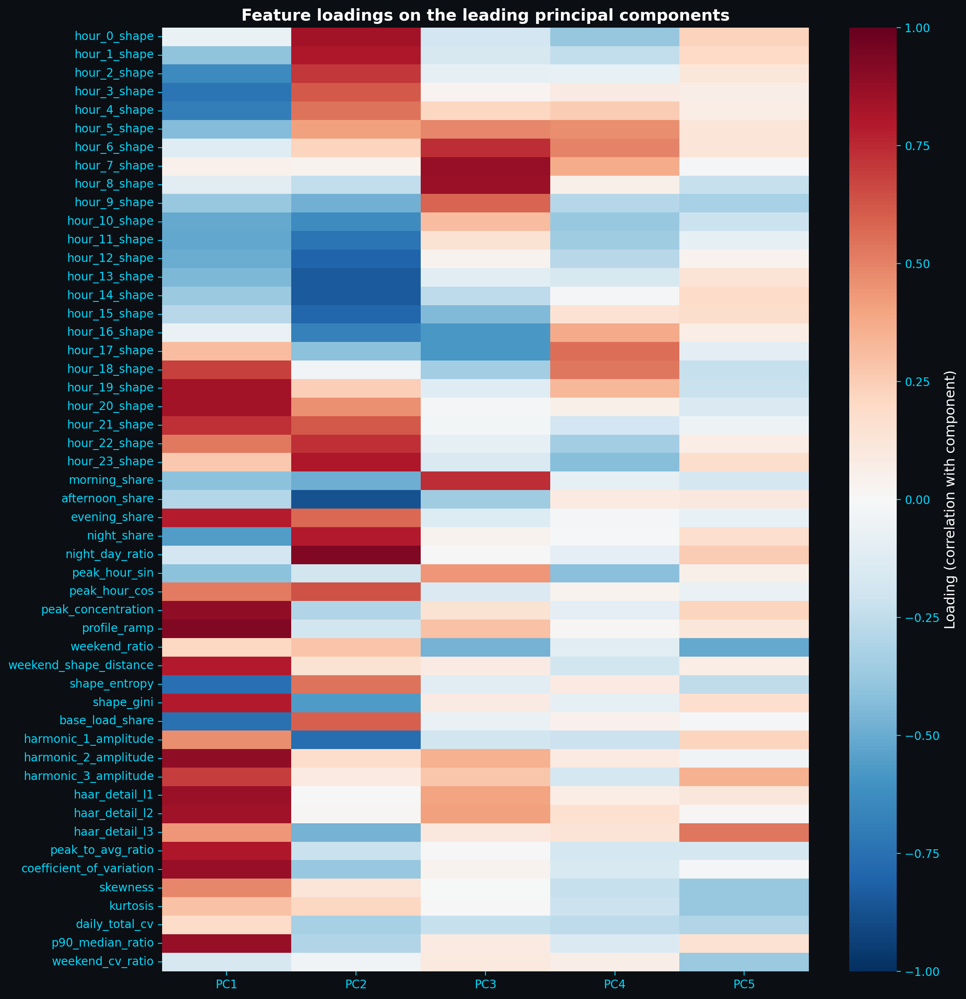 Feature loadings on the leading principal components
hour_0_shape
hour_1_shape
hour_2_shape
hour_3_shape
hour_4_shape
hour_5_shape
hour_6_shape
hour_7_shape
hour_8_shape
hour_9_shape
hour_10_shape
hour_11_shape
hour_12_shape
hour_13_shape
hour_14_shape
hour_15_shape
hour_16_shape
hour_17_shape
hour_18_shape
hour_19_shape
hour_20_shape
hour_21_shape
hour_22_shape
hour_23_shape
morning_share
afternoon_share
evening_share
night_share
night_day_ratio
peak_hour_sin
peak_hour_cos
peak_concentration
profile_ramp
weekend_ratio
weekend_shape_distance
shape_entropy
shape_gini
base_load_share
harmonic_1_amplitude
harmonic_2_amplitude
harmonic_3_amplitude
haar_detail_l1
haar_detail_l2
haar_detail_l3
peak_to_avg_ratio
coefficient_of_variation
skewness
kurtosis
daily_total_cv
p90_median_ratio
weekend_cv_ratio
PC1
PC2
PC3
PC4
PC5
1.00
0.75
0.50
0.25
0.00
−0.25
−0.50
−0.75
−1.00
Loading (correlation with component)